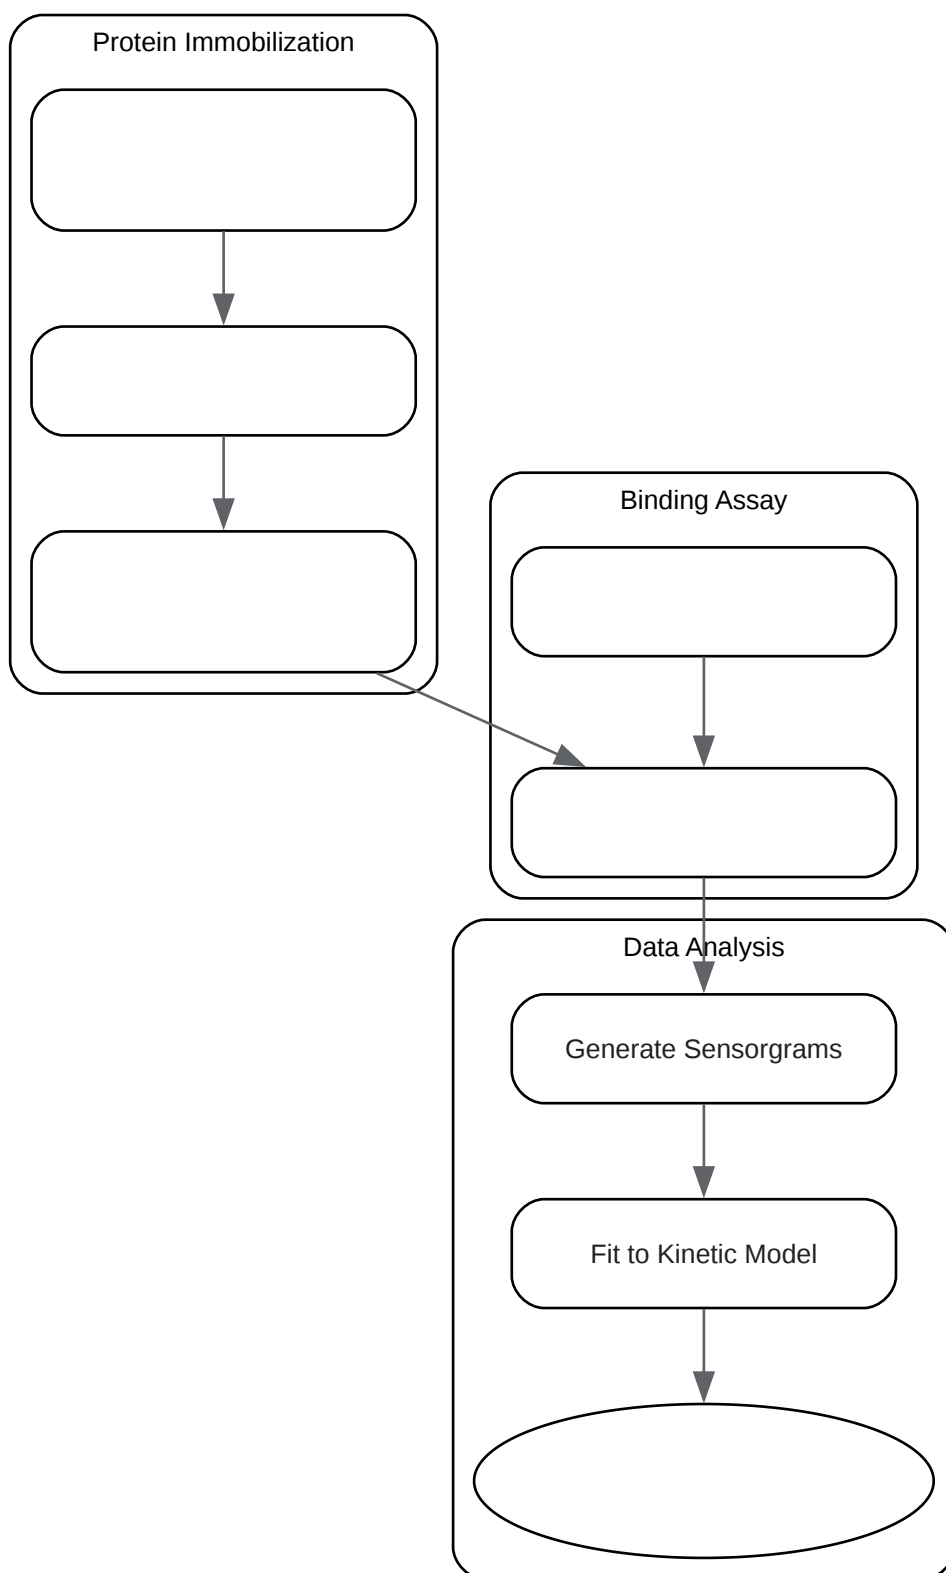 Protein Immobilization
Binding Assay
Data Analysis
Generate Sensorgrams
Fit to Kinetic Model